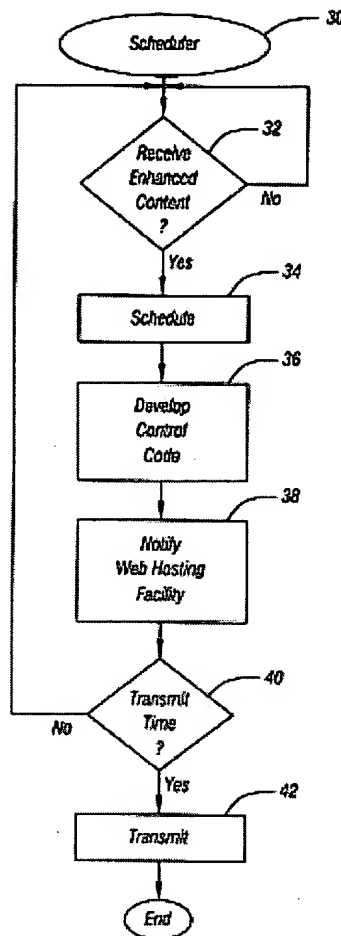 Scheduler
30
Receive
Enhanced
Content
?
32
No
Yes
34
Schedule
36
Develop
Control
Code
38
Notify
Web Hosting
Facility
40
Transmit
Time
?
No
Yes
42
Transmit
End